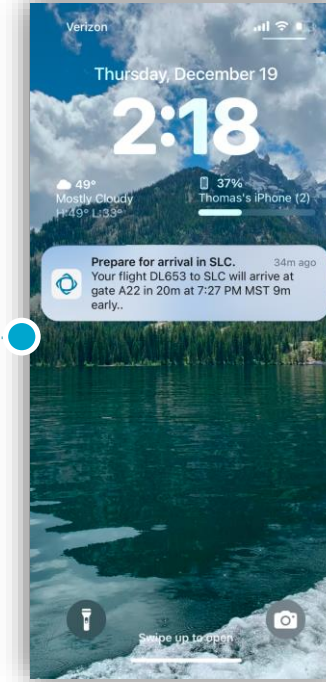 Verizon
Thursday, December 19
2:18
49°
Mostly Cloudy
H:49° L:33°
37%
Thomas's iPhone (2)
Prepare for arrival in SLC. 34m ago
Your flight DL653 to SLC will arrive at
gate A22 in 20m at 7:27 PM MST 9m
early..
Swipe up to open